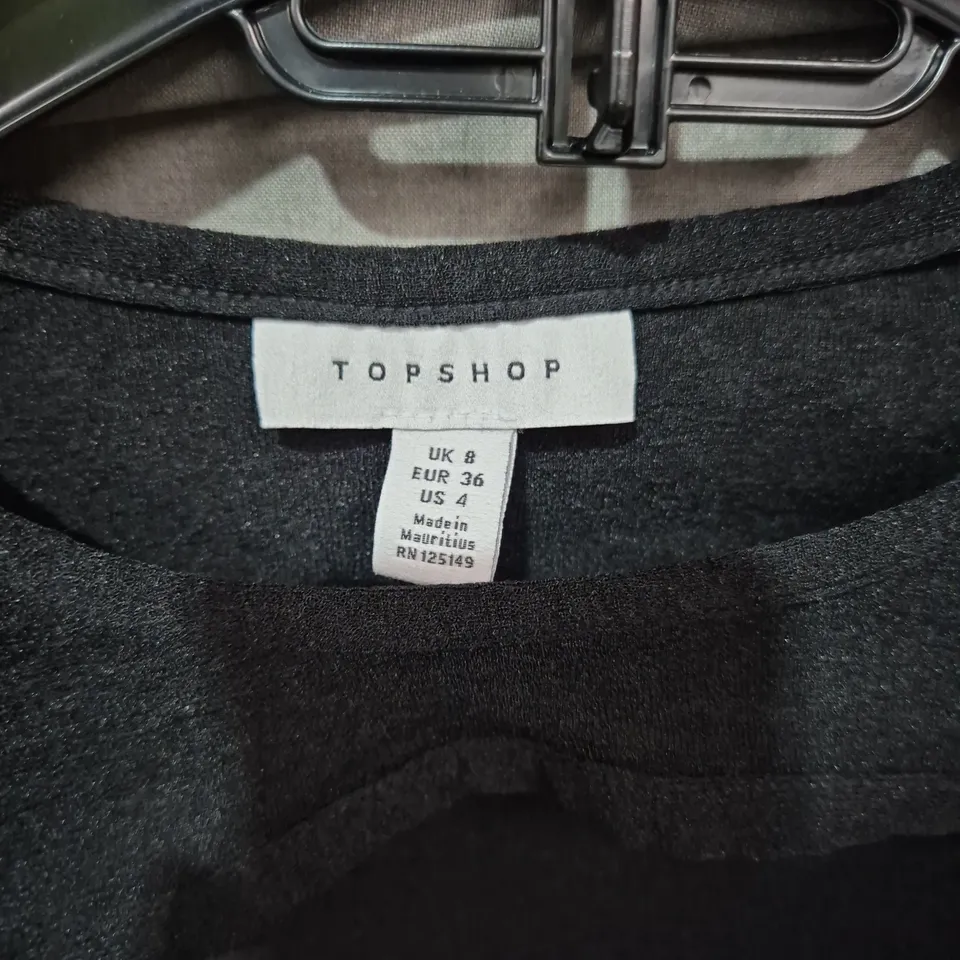 TOPSHOP
UK 8
EUR 36
US 4
Made in
Mauritius
RN 125149